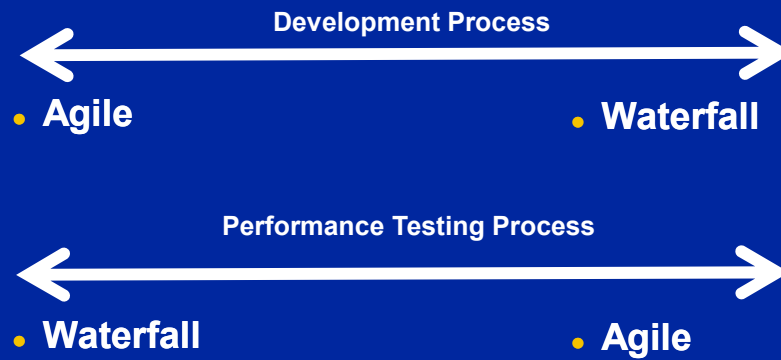 Development Process
• Agile
• Waterfall
Performance Testing Process
• Waterfall
• Agile